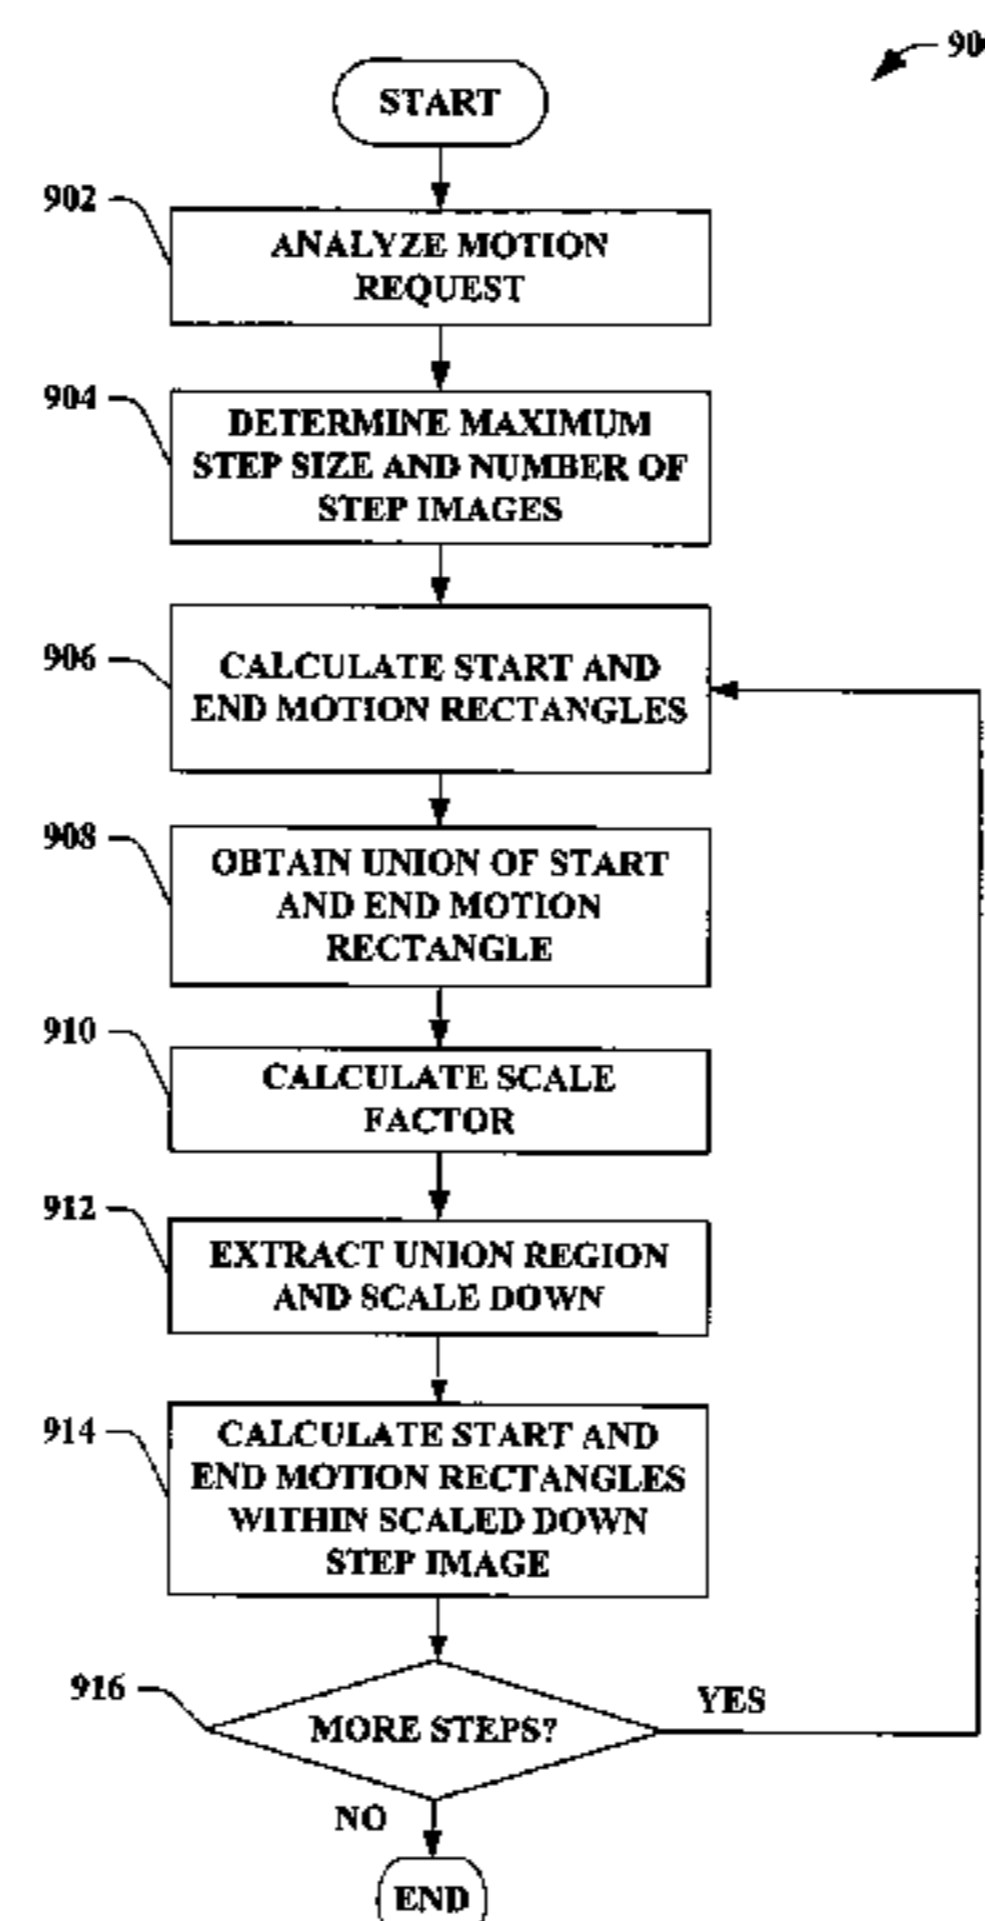 START
902
ANALYZE MOTION
REQUEST
904
DETERMINE MAXIMUM
STEP SIZE AND NUMBER OF
STEP IMAGES
906
CALCULATE START AND
END MOTION RECTANGLES
908
OBTAIN UNION OF START
AND END MOTION
RECTANGLE
910
CALCULATE SCALE
FACTOR
912
EXTRACT UNION REGION
AND SCALE DOWN
914
CALCULATE START AND
END MOTION RECTANGLES
WITHIN SCALED DOWN
STEP IMAGE
916
MORE STEPS?
YES
NO
END